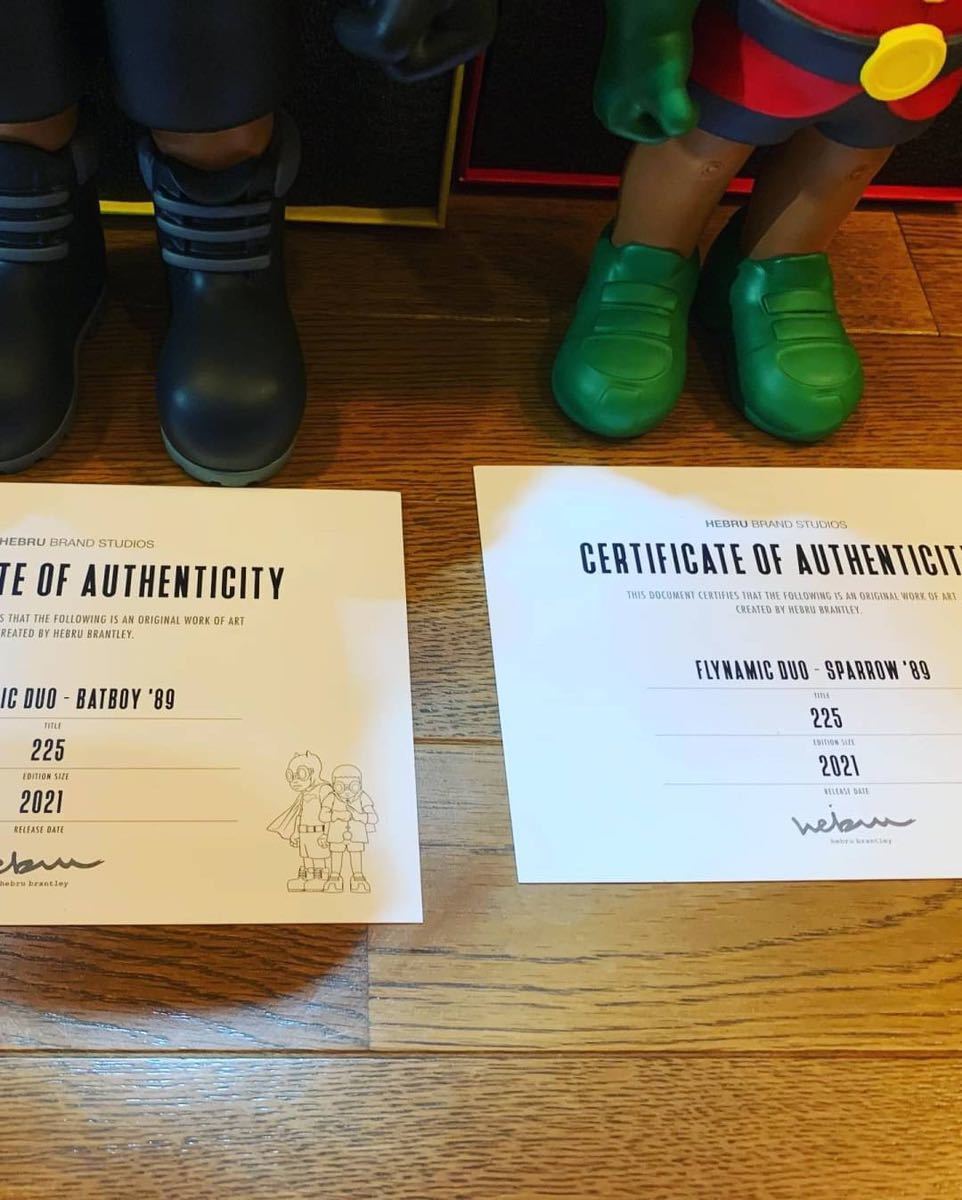 HEBRU BRAND STUDIOS
TE OF AUTHENTICITY
S THAT THE FOLLOWING IS AN ORIGINAL WORK OF ART
REATED BY HEBRU BRANTLEY.
IC DUO - BATBOY '89
TITLE
225
EDITION SIZE
2021
RELEASE DATE
hebru brantley
HEBRU BRAND STUDIOS
CERTIFICATE OF AUTHENTICIT
THIS DOCUMENT CERTIFIES THAT THE FOLLOWING IS AN ORIGINAL WORK OF ART
CREATED BY HEBRU BRANTLEY.
FLYNAMIC DUO - SPARROW '89
TITLE
225
EDITION SIZE
2021
RELEASE DATE
hebru
hebru brantley